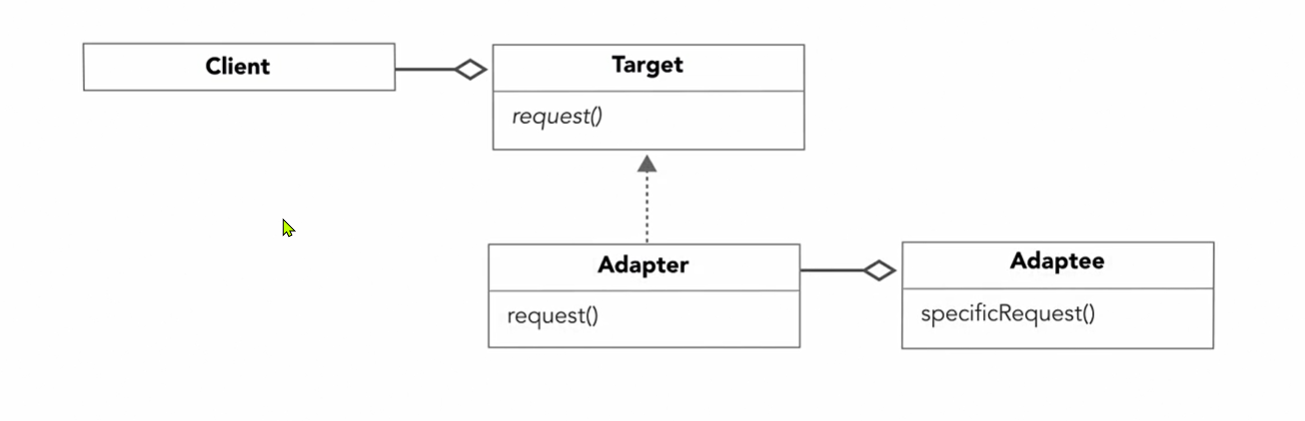 Client
Target
request()
Adapter
request()
Adaptee
specificRequest()